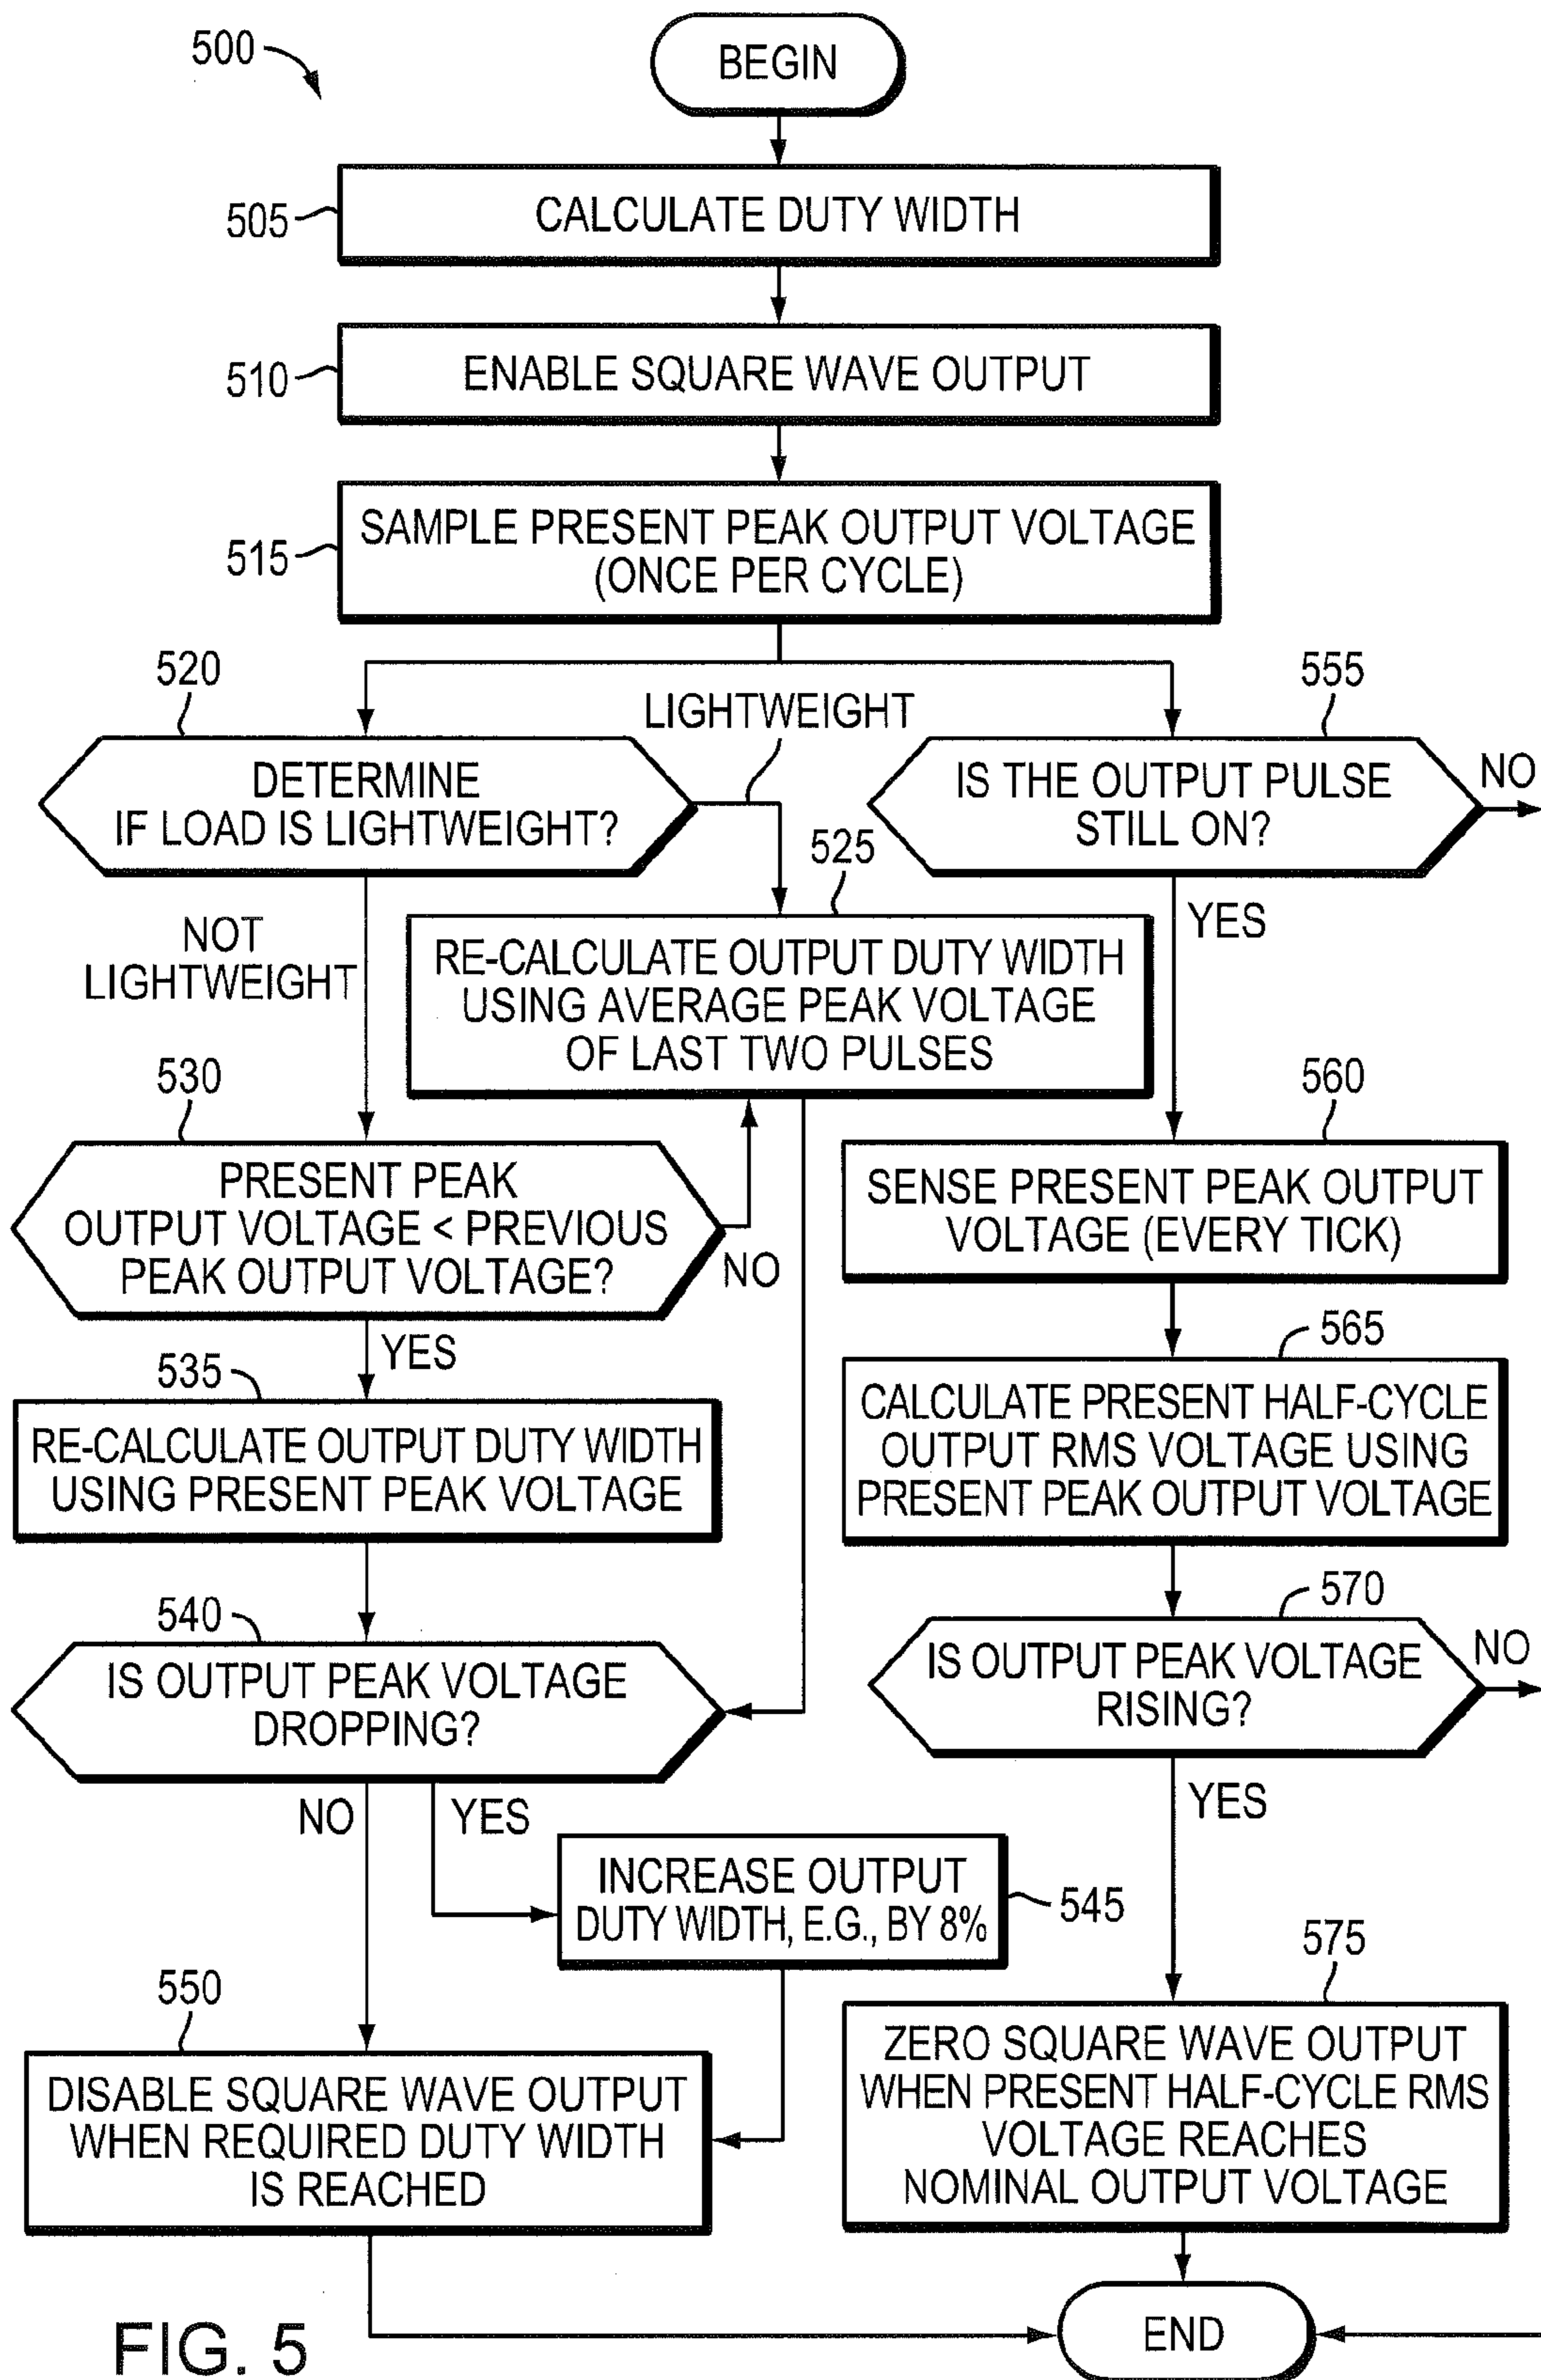 500
BEGIN
505
CALCULATE DUTY WIDTH
510
ENABLE SQUARE WAVE OUTPUT
515
SAMPLE PRESENT PEAK OUTPUT VOLTAGE
(ONCE PER CYCLE)
520
LIGHTWEIGHT
555
DETERMINE
IF LOAD IS LIGHTWEIGHT?
IS THE OUTPUT PULSE
STILL ON?
NO
525
YES
NOT
LIGHTWEIGHT
RE-CALCULATE OUTPUT DUTY WIDTH
USING AVERAGE PEAK VOLTAGE
OF LAST TWO PULSES
530
560
PRESENT PEAK
OUTPUT VOLTAGE < PREVIOUS
PEAK OUTPUT VOLTAGE?
NO
SENSE PRESENT PEAK OUTPUT
VOLTAGE (EVERY TICK)
YES
535
565
RE-CALCULATE OUTPUT DUTY WIDTH
USING PRESENT PEAK VOLTAGE
CALCULATE PRESENT HALF-CYCLE
OUTPUT RMS VOLTAGE USING
PRESENT PEAK OUTPUT VOLTAGE
540
570
IS OUTPUT PEAK VOLTAGE
DROPPING?
IS OUTPUT PEAK VOLTAGE
RISING?
NO
NO
YES
YES
INCREASE OUTPUT
DUTY WIDTH, E.G., BY 8%
545
550
575
DISABLE SQUARE WAVE OUTPUT
WHEN REQUIRED DUTY WIDTH
IS REACHED
ZERO SQUARE WAVE OUTPUT
WHEN PRESENT HALF-CYCLE RMS
VOLTAGE REACHES
NOMINAL OUTPUT VOLTAGE
END
FIG. 5